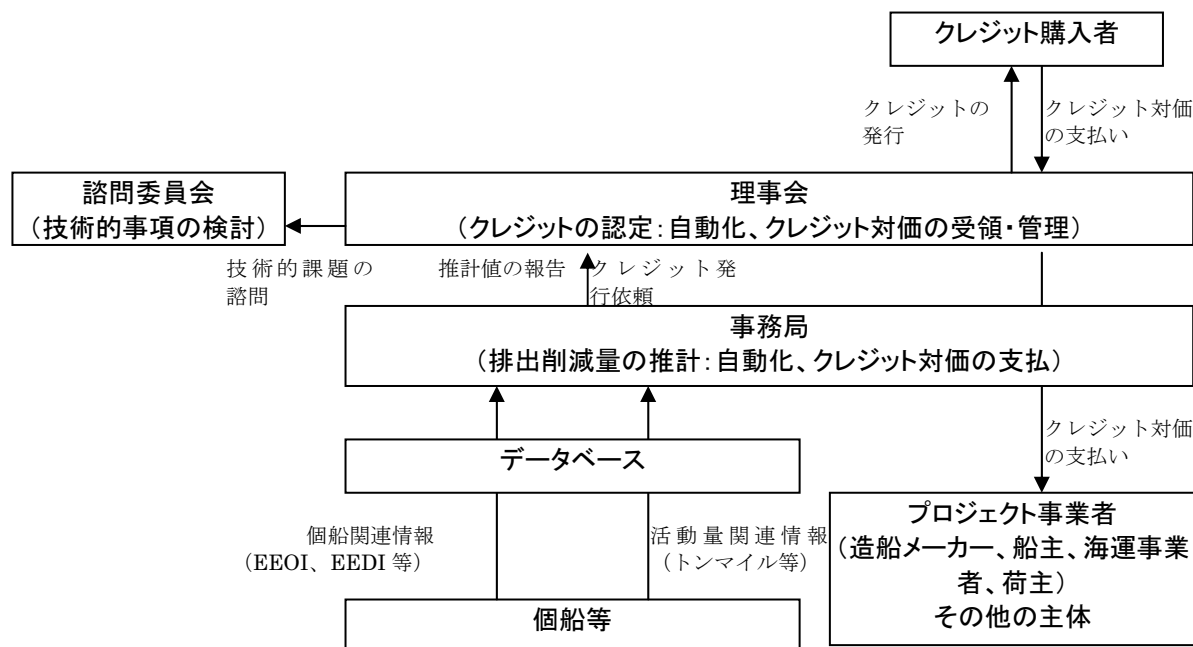 クレジット購入者
クレジットの
発行
クレジット対価
の支払い
諮問委員会
（技術的事項の検討）
理事会
（クレジットの認定：自動化、クレジット対価の受領・管理）
技術的課題の
諮問
推計値の報告
クレジット発
行依頼
事務局
（排出削減量の推計：自動化、クレジット対価の支払）
クレジット対価
の支払い
データベース
個船関連情報
（EEOI、EEDI 等）
活動量関連情報
（トンマイル等）
プロジェクト事業者
（造船メーカー、船主、海運事業
者、荷主）
その他の主体
個船等